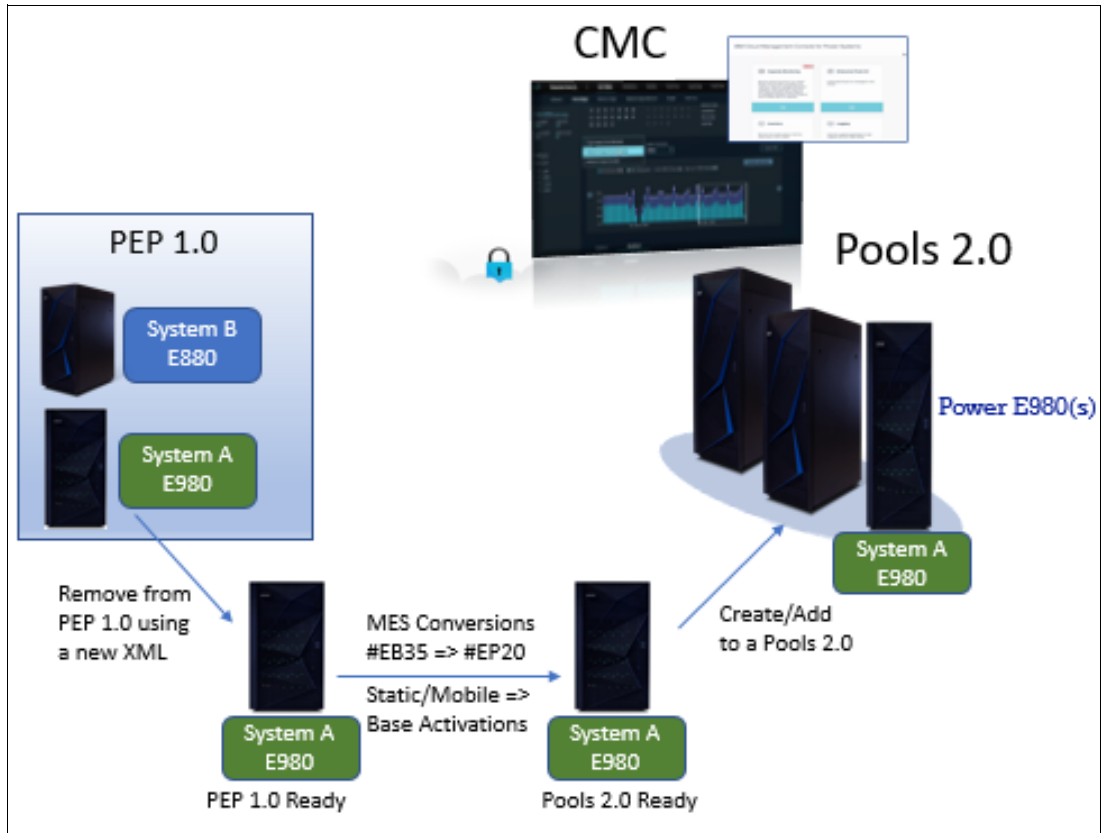 CMC
PEP 1.0
System B
E880
System A
E980
Pools 2.0
Power E980(s)
System A
E980
Remove from
PEP 1.0 using
a new XML
MES Conversions
#EB35 => #EP20
Static/Mobile =>
Base Activations
Create/Add
to a Pools 2.0
System A
E980
PEP 1.0 Ready
System A
E980
Pools 2.0 Ready